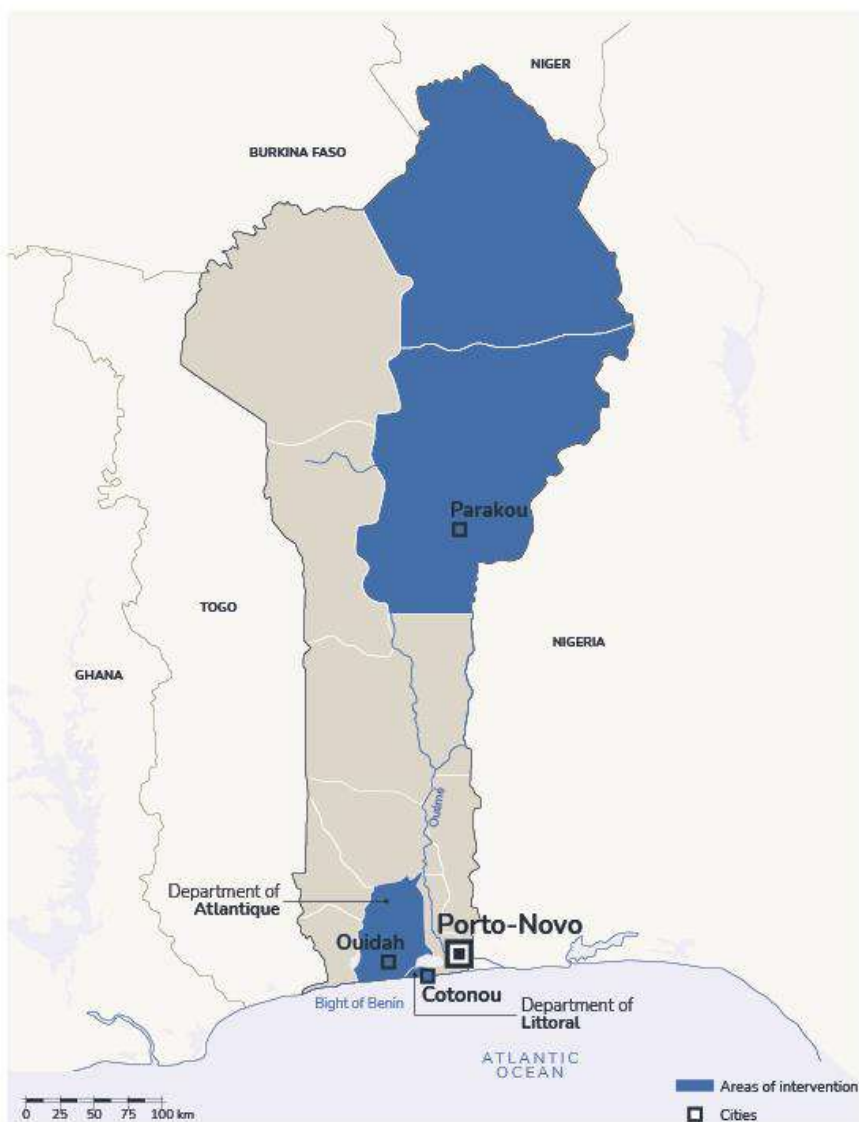 NIGER
BURKINA FASO
Parakou
TOGO
NIGERIA
GHANA
Ouémé
Department of
Atlantique
Porto-Novo
Ouidah
Cotonou
Bight of Benin
Department of
Littoral
ATLANTIC
OCEAN
Areas of intervention
0 25 50 75 100 km
Cities